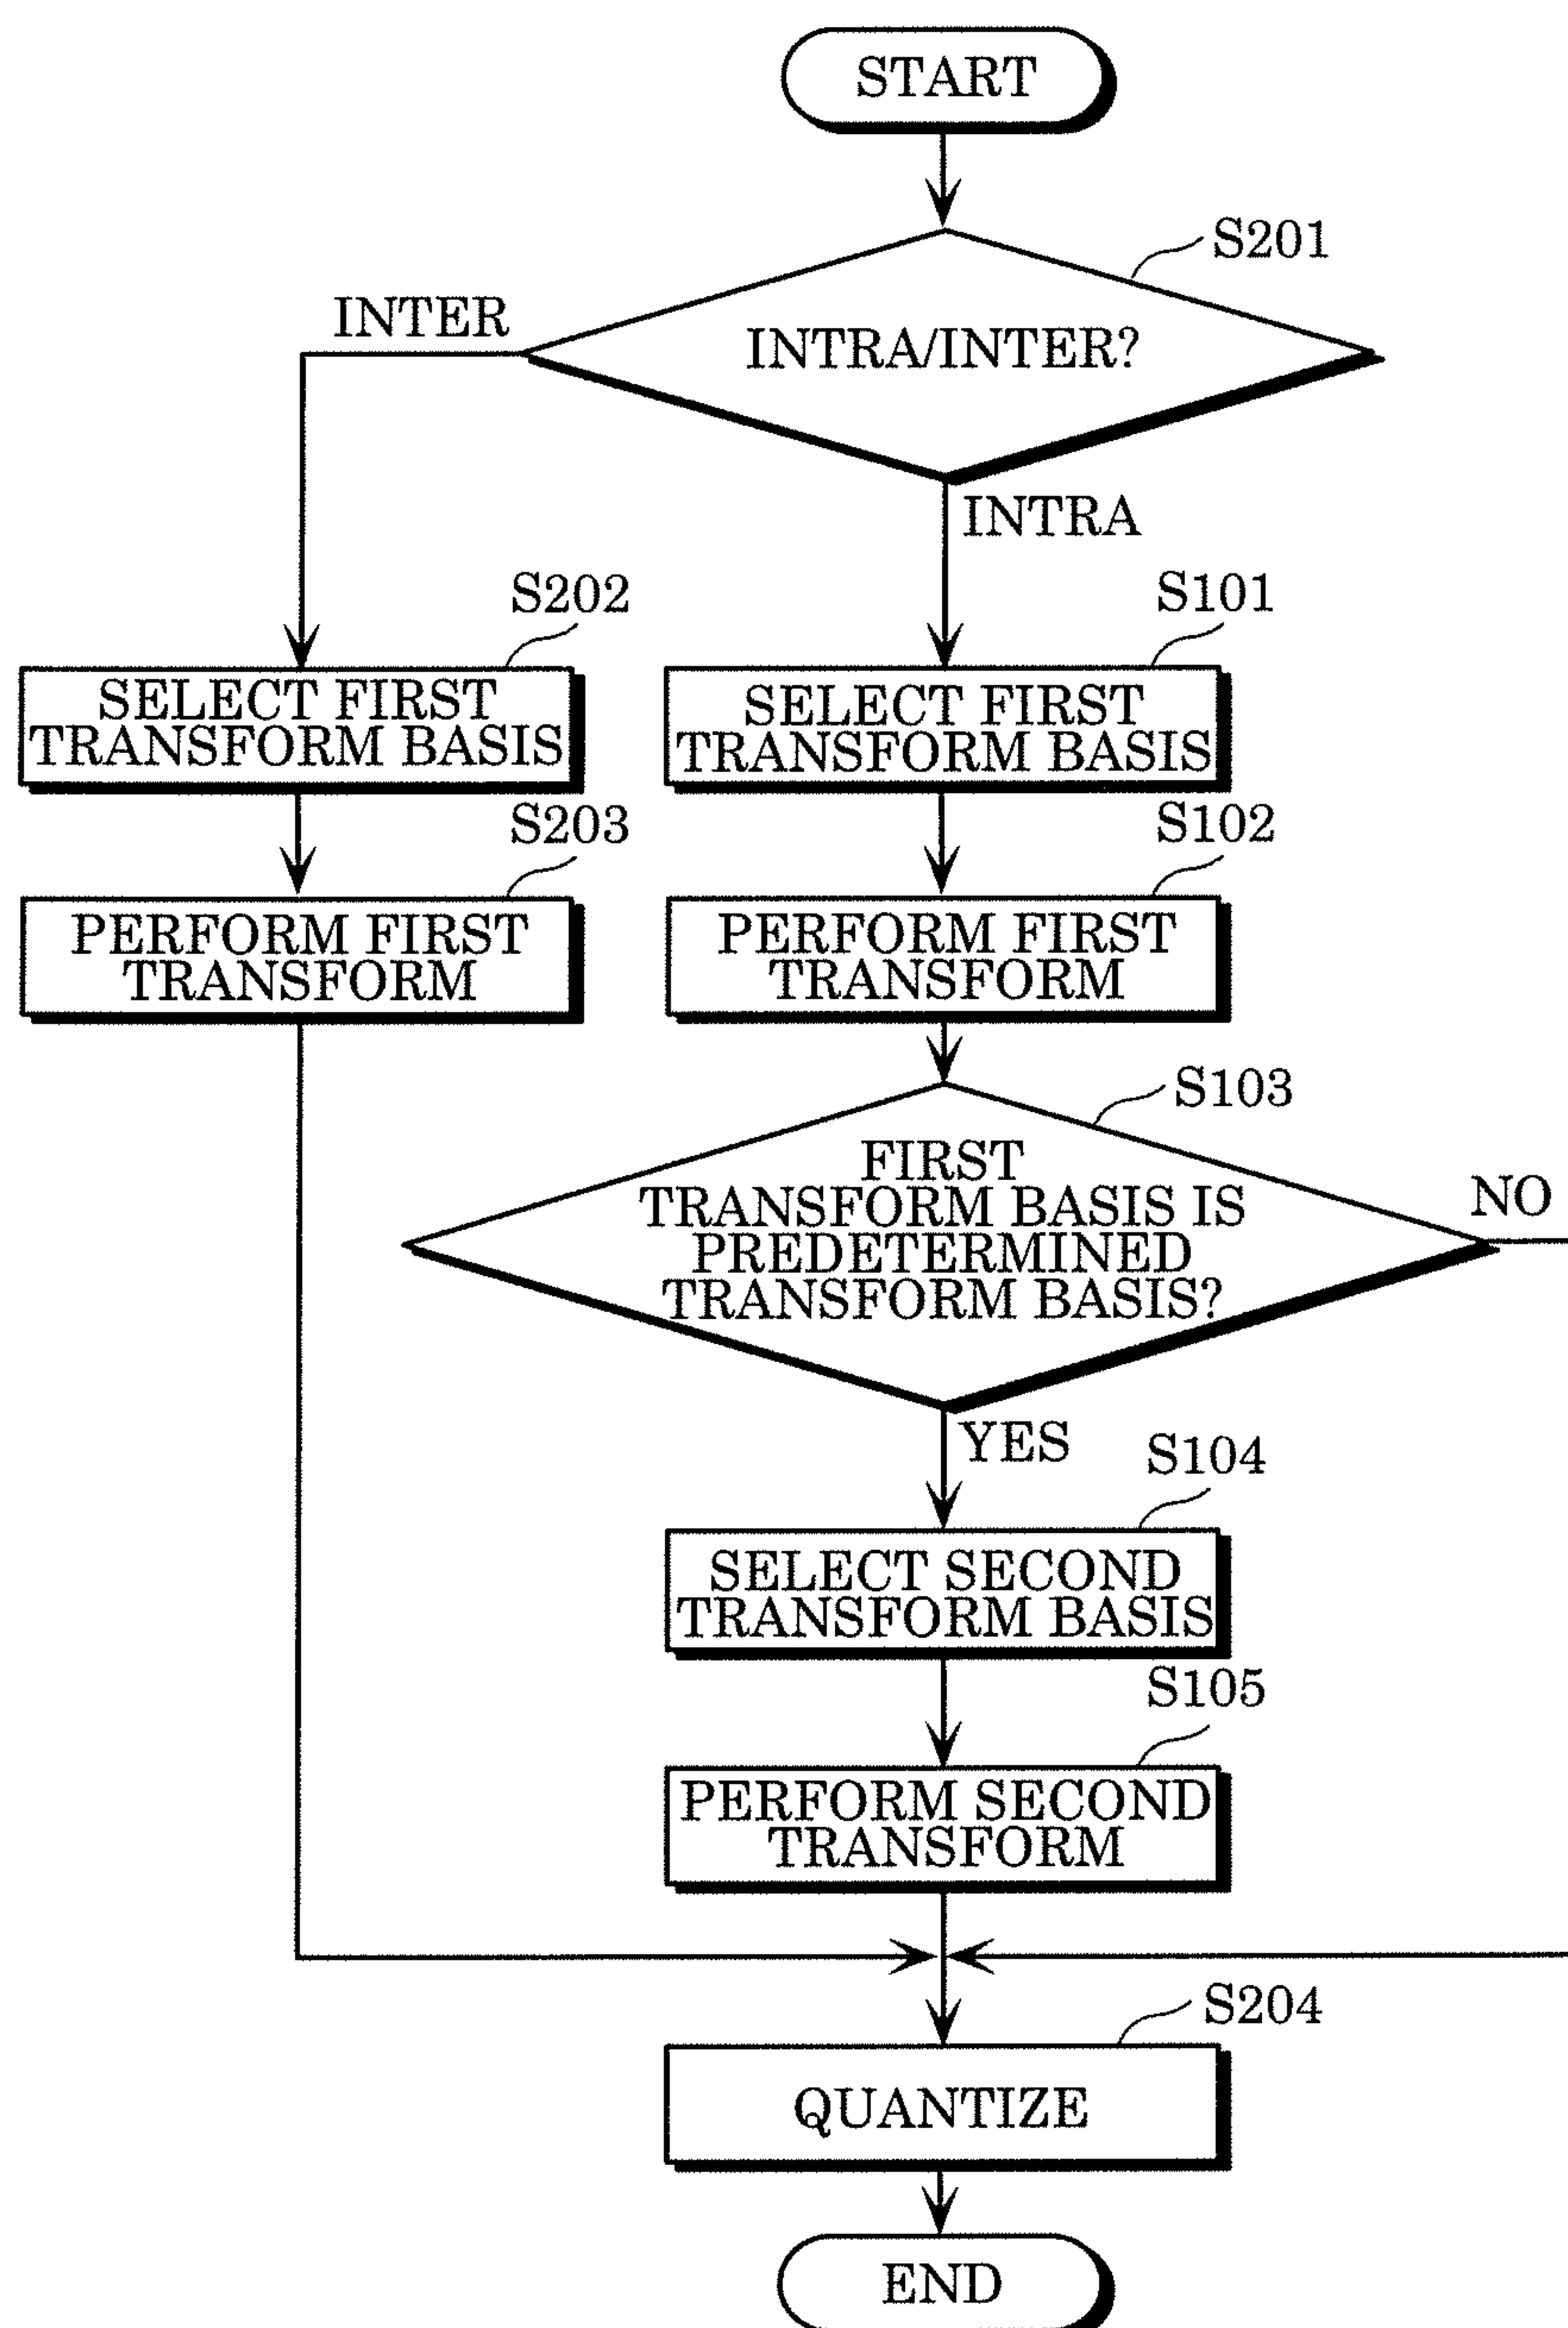 START
S201
INTER
INTRA/INTER?
INTRA
S202
S101
SELECT FIRST
TRANSFORM BASIS
SELECT FIRST
TRANSFORM BASIS
S203
S102
PERFORM FIRST
TRANSFORM
PERFORM FIRST
TRANSFORM
S103
FIRST
TRANSFORM BASIS IS
PREDETERMINED
TRANSFORM BASIS?
NO
YES
S104
SELECT SECOND
TRANSFORM BASIS
S105
PERFORM SECOND
TRANSFORM
S204
QUANTIZE
END